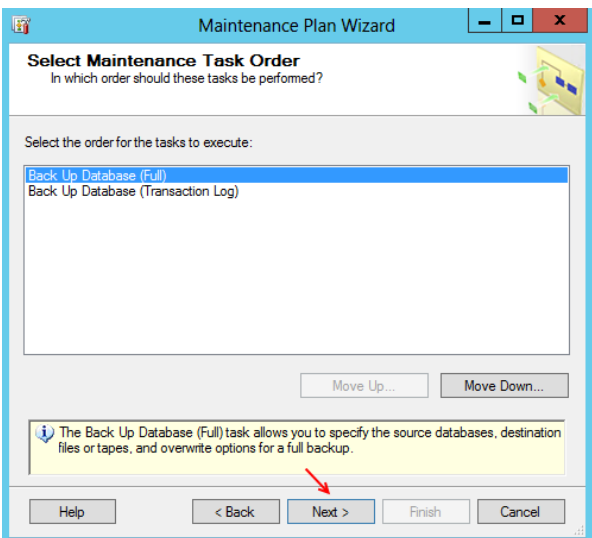 Maintenance Plan Wizard
Select Maintenance Task Order
In which order should these tasks be performed?
Select the order for the tasks to execute:
Back Up Database (Full)
Back Up Database (Transaction Log)
Move Up...
Move Down...
The Back Up Database (Full) task allows you to specify the source databases, destination
files or tapes, and overwrite options for a full backup.
Help
< Back
Next >
Finish
Cancel